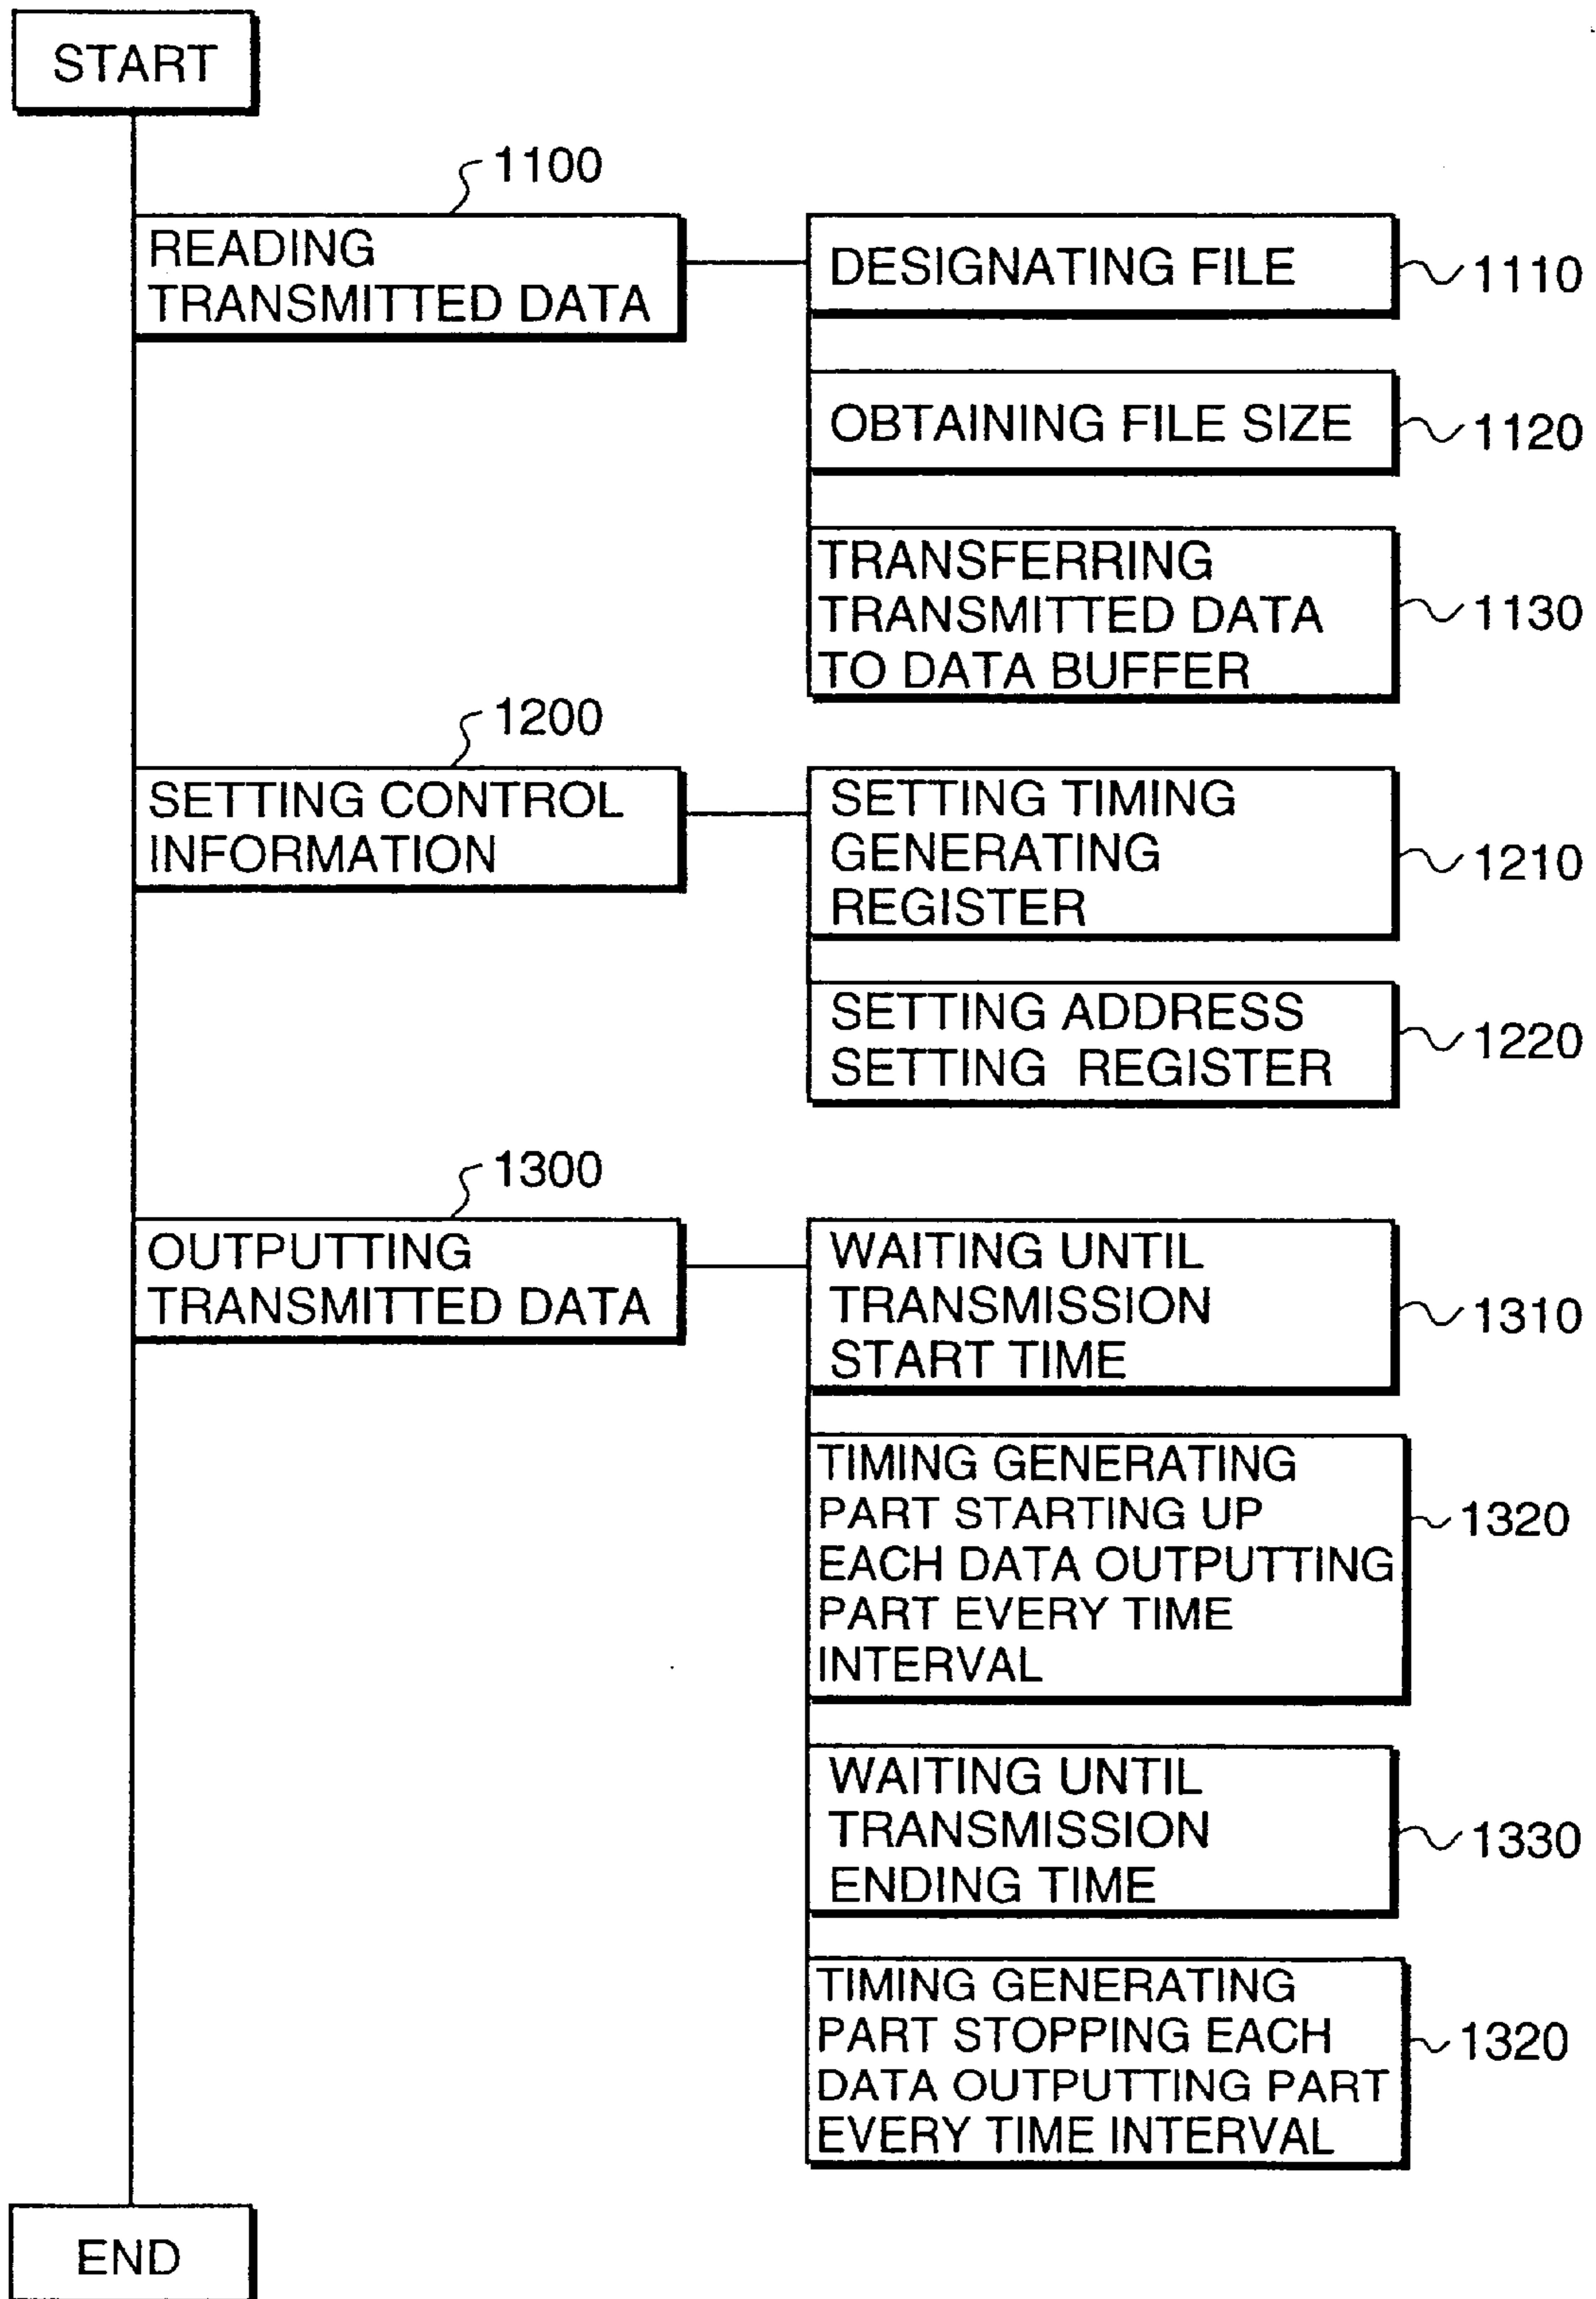 START
1100
READING
TRANSMITTED DATA
DESIGNATING FILE
1110
OBTAINING FILE SIZE
1120
TRANSFERRING
TRANSMITTED DATA
TO DATA BUFFER
1130
1200
SETTING CONTROL
INFORMATION
SETTING TIMING
GENERATING
REGISTER
1210
SETTING ADDRESS
SETTING REGISTER
1220
1300
OUTPUTTING
TRANSMITTED DATA
WAITING UNTIL
TRANSMISSION
START TIME
1310
TIMING GENERATING
PART STARTING UP
EACH DATA OUTPUTTING
PART EVERY TIME
INTERVAL
1320
WAITING UNTIL
TRANSMISSION
ENDING TIME
1330
TIMING GENERATING
PART STOPPING EACH
DATA OUTPUTTING PART
EVERY TIME INTERVAL
1320
END